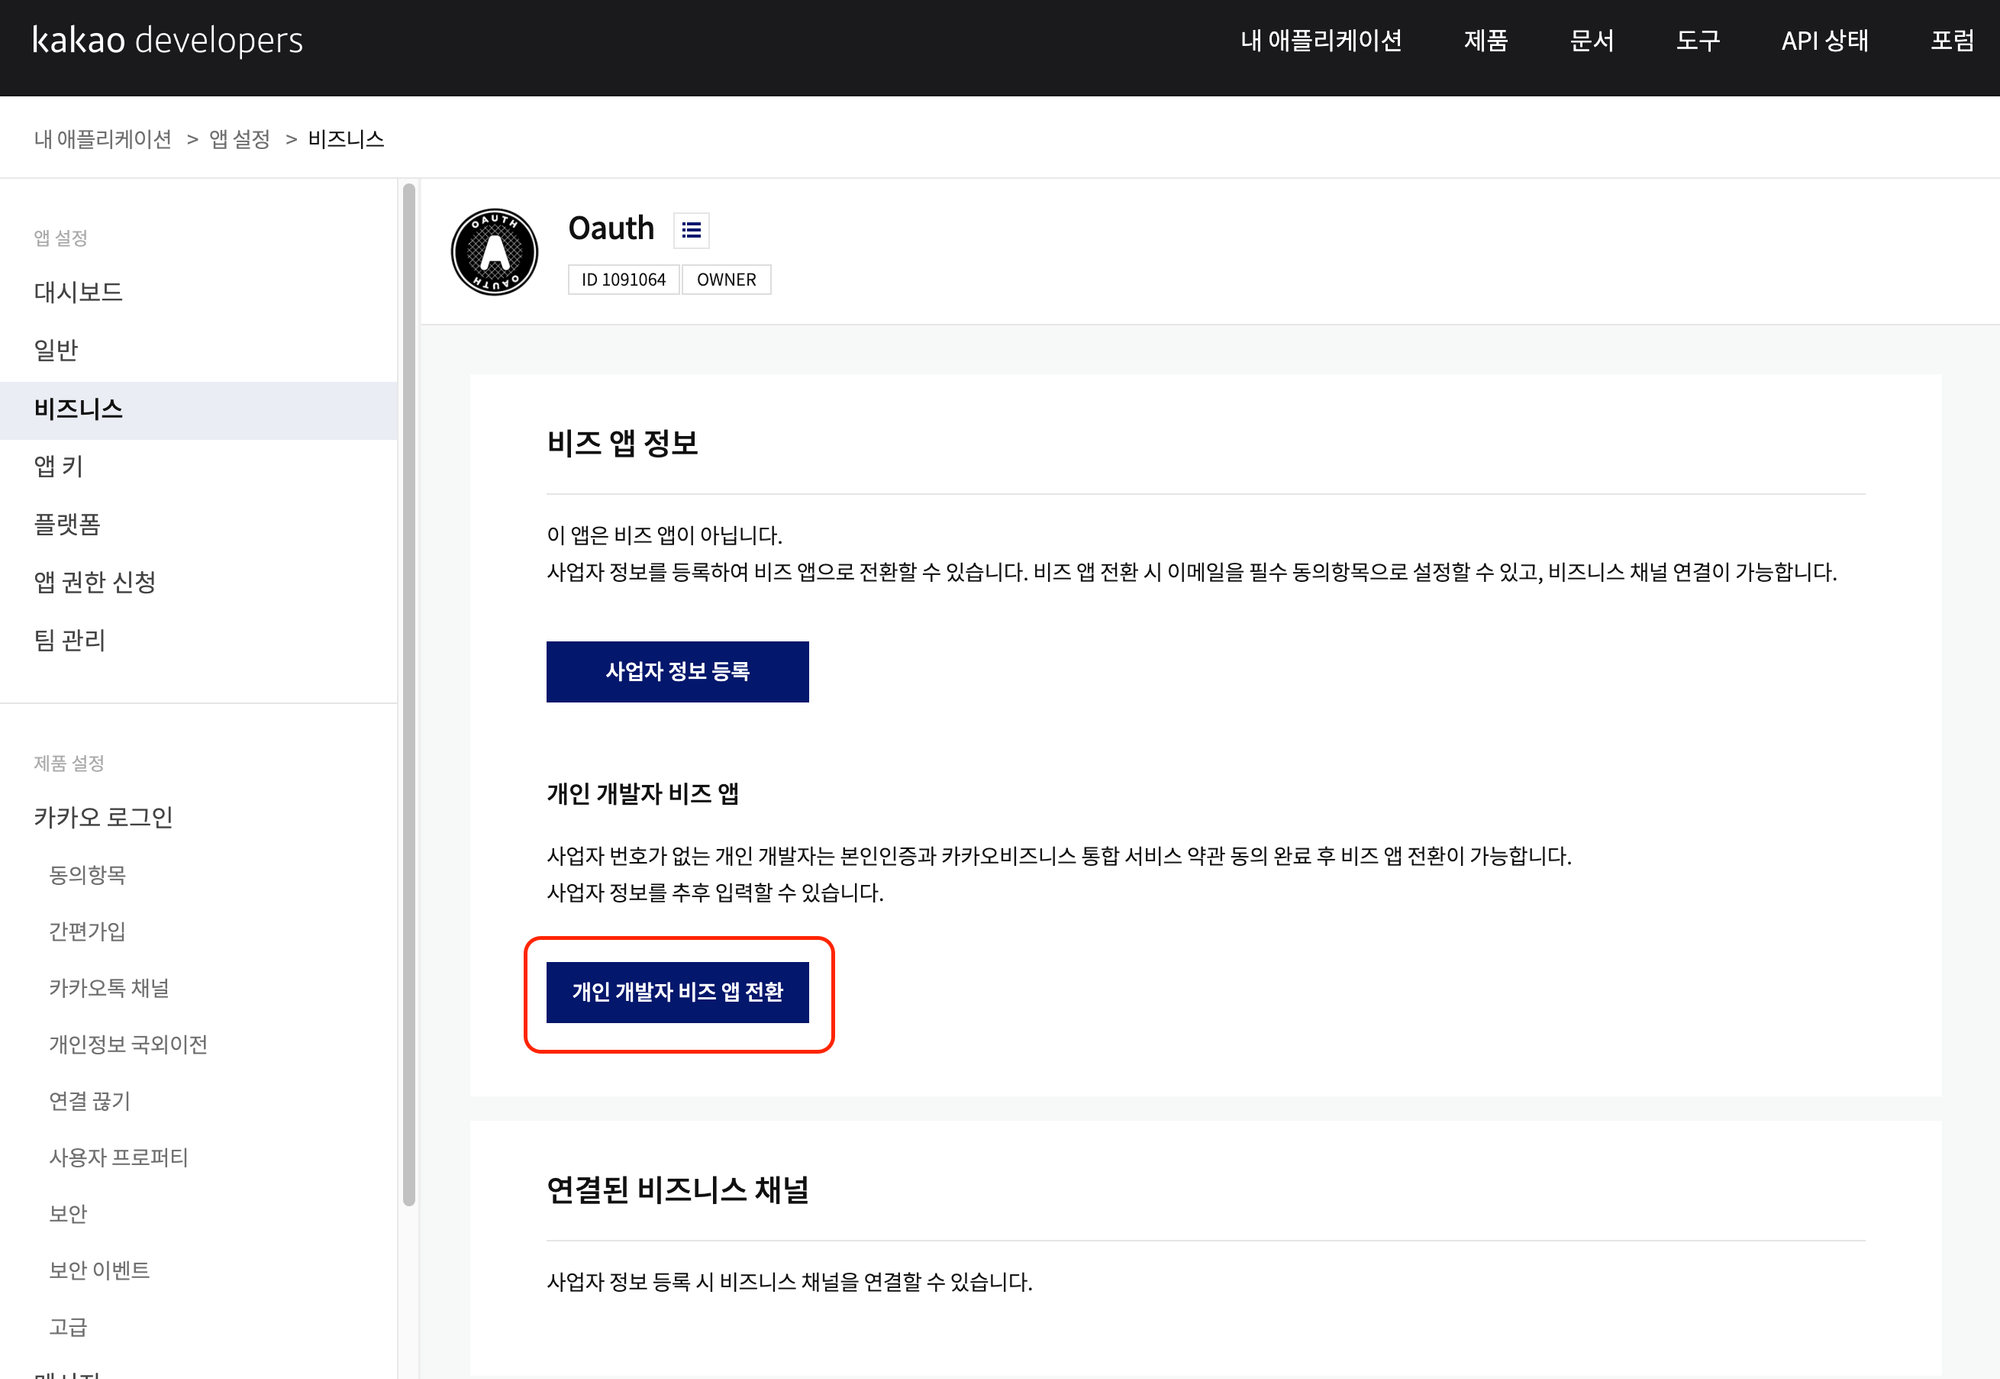 kakao developers
내 애플리케이션 제품 문서 도구 API 상태 포럼
내 애플리케이션 > 앱 설정 > 비즈니스
앱 설정
대시보드
일반
비즈니스
앱 키
플랫폼
앱 권한 신청
팀 관리
제품 설정
카카오 로그인
동의항목
간편가입
카카오톡 채널
개인정보 국외이전
연결 끊기
사용자 프로퍼티
보안
보안 이벤트
고급
OAUTH
A
OAUTH
Oauth
ID 1091064 OWNER
비즈 앱 정보
이 앱은 비즈 앱이 아닙니다.
사업자 정보를 등록하여 비즈 앱으로 전환할 수 있습니다. 비즈 앱 전환 시 이메일을 필수 동의항목으로 설정할 수 있고, 비즈니스 채널 연결이 가능합니다.
사업자 정보 등록
개인 개발자 비즈 앱
사업자 번호가 없는 개인 개발자는 본인인증과 카카오비즈니스 통합 서비스 약관 동의 완료 후 비즈 앱 전환이 가능합니다.
사업자 정보를 추후 입력할 수 있습니다.
개인 개발자 비즈 앱 전환
연결된 비즈니스 채널
사업자 정보 등록 시 비즈니스 채널을 연결할 수 있습니다.